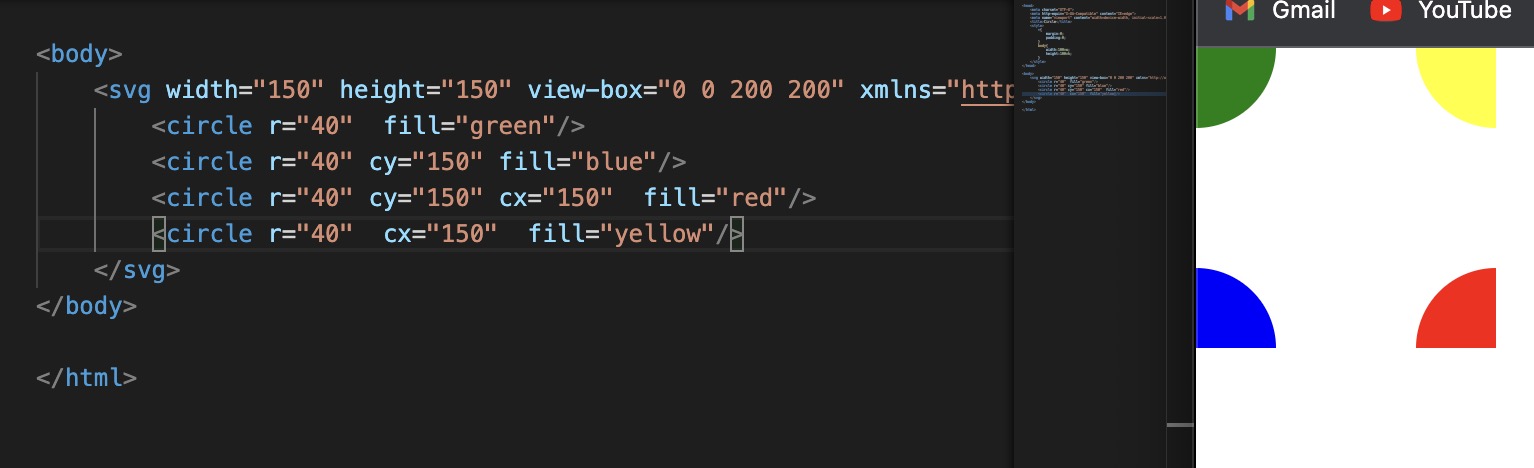 Gmail YouTube
<body>
<svg width="150" height="150" view-box="0 0 200 200" xmlns="http
<circle r="40"  fill="green"/>
<circle r="40" cy="150" fill="blue"/>
<circle r="40" cy="150" cx="150"  fill="red"/>
<circle r="40"  cx="150"  fill="yellow"/>
</svg>
</body>
</html>